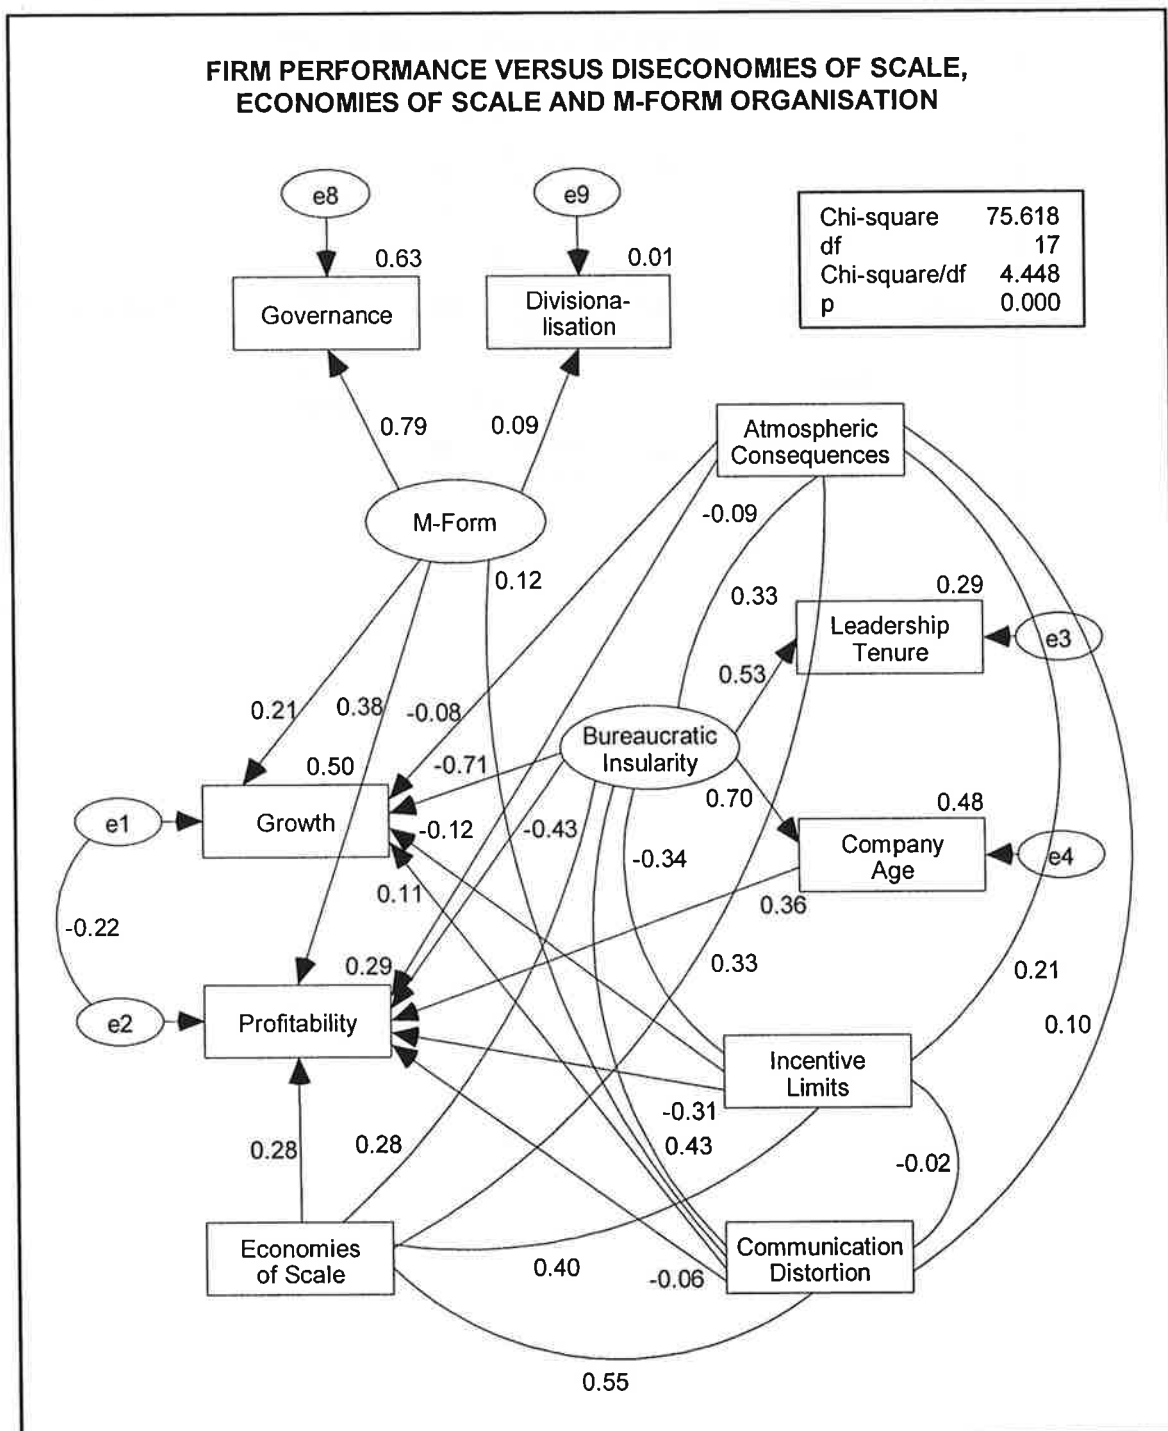 FIRM PERFORMANCE VERSUS DISECONOMIES OF SCALE,
ECONOMIES OF SCALE AND M-FORM ORGANISATION
e8
e9
Chi-square 75.618
df 17
Chi-square/df 4.448
p 0.000
0.63
0.01
Governance
Divisiona-
lisation
0.79
0.09
Atmospheric
Consequences
M-Form
-0.09
0.12
0.33
0.29
Leadership
Tenure
e3
0.53
0.21
0.38
-0.08
Bureaucratic
Insularity
0.50
-0.71
0.70
0.48
e1
Growth
-0.12
-0.43
-0.34
Company
Age
e4
0.11
0.36
-0.22
0.29
0.33
0.21
e2
Profitability
0.10
Incentive
Limits
-0.31
0.28
0.28
0.43
-0.02
Economies
of Scale
Communication
Distortion
0.40
-0.06
0.55